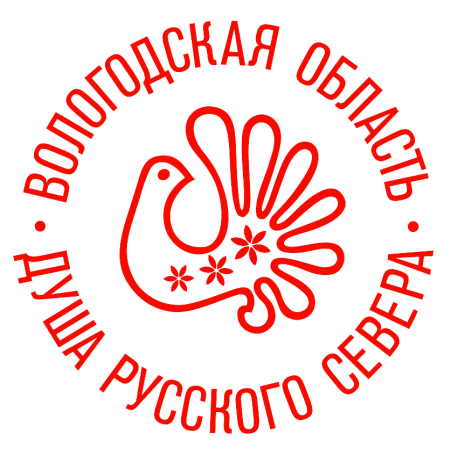 ВОЛОГОДСКАЯ ОБЛАСТЬ
ДУША РУССКОГО СЕВЕРА